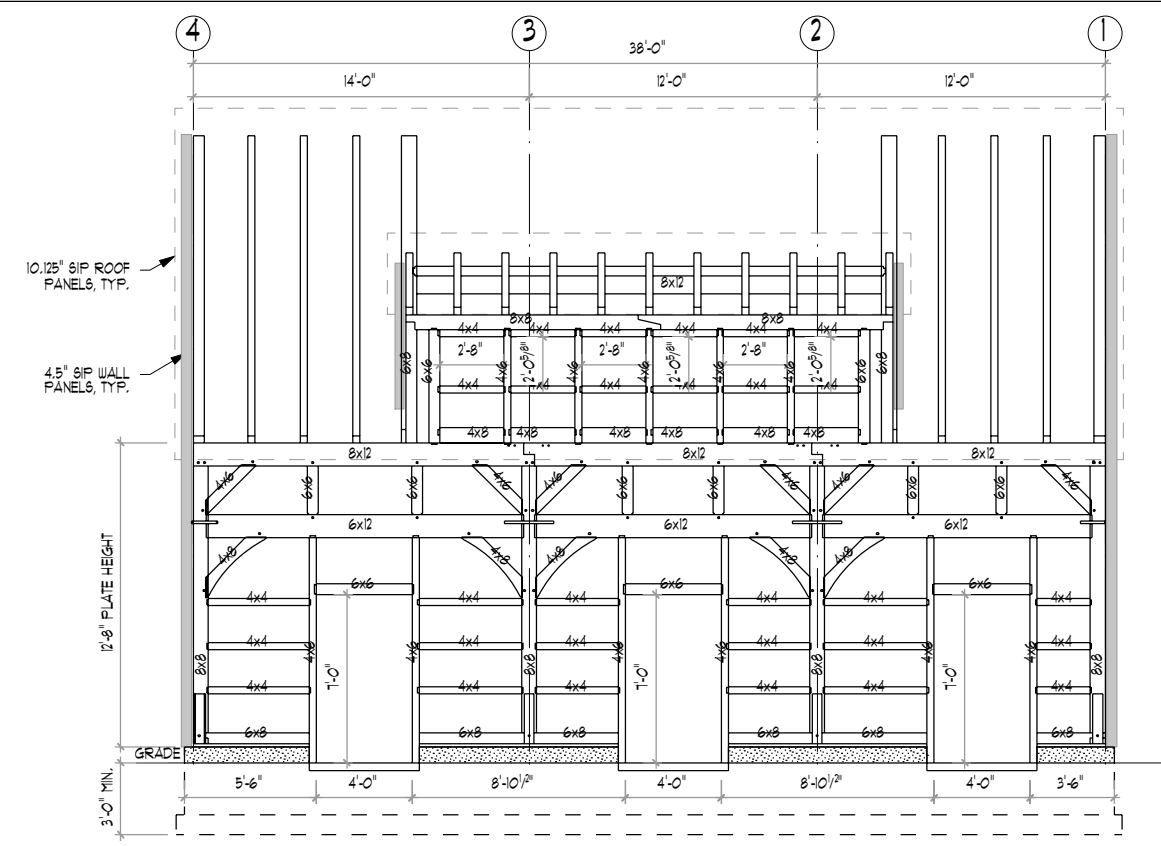 4 3 2 1
38'-0"
14'-0" 12'-0" 12'-0"
10.125" SIP ROOF
PANELS, TYP.
8x12
8x8 8x8
4x4 4x4 4x4 4x4 4x4 4x4
2'-8" 2'-8" 2'-8"
2'-0 5/8" 2'-0 5/8" 2'-0 5/8"
6x8 6x6 4x6 4x6 4x6 4x6 4x6 6x6 6x8
4.5" SIP WALL
PANELS, TYP.
4x4 4x4 4x4 4x4 4x4 4x4
4x8 4x8 4x8 4x8 4x8 4x8
8x12 8x12 8x12
4x6 6x6 6x6 4x6 4x6 6x6 6x6 4x6 4x6 6x6 6x6 4x6
6x12 6x12 6x12
4x8 4x8 4x8 4x8 4x8
12'-8" PLATE HEIGHT
6x6 6x6 6x6
4x4 4x4 4x4 4x4 4x4 4x4
4x4 4x4 4x4 4x4 4x4 4x4
8x8 4x6 4x6 8x8 4x6 4x6 8x8 4x6 4x6 8x8
7'-0" 7'-0" 7'-0"
4x4 4x4 4x4 4x4 4x4 4x4
6x8 6x8 6x8 6x8 6x8 6x8
GRADE
5'-6" 4'-0" 8'-10 1/2" 4'-0" 8'-10 1/2" 4'-0" 3'-6"
3'-0" MIN.